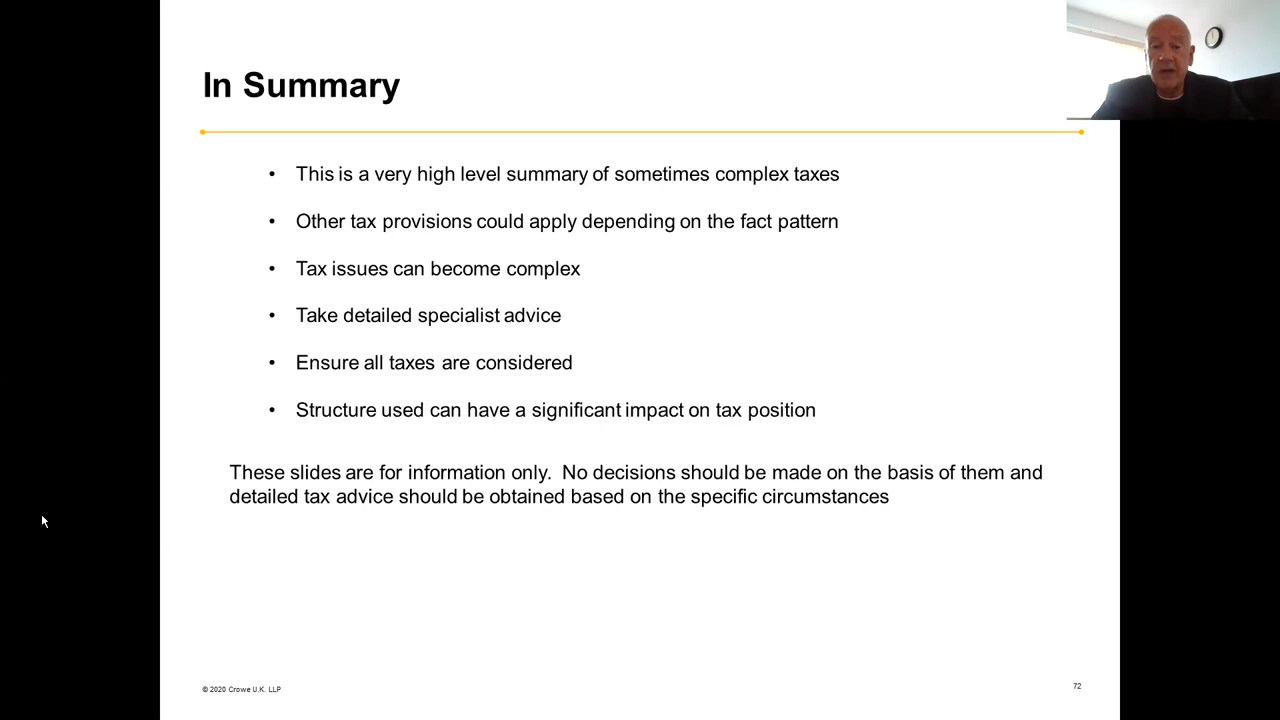 In Summary
• This is a very high level summary of sometimes complex taxes
• Other tax provisions could apply depending on the fact pattern
• Tax issues can become complex
• Take detailed specialist advice
• Ensure all taxes are considered
• Structure used can have a significant impact on tax position
These slides are for information only.  No decisions should be made on the basis of them and
detailed tax advice should be obtained based on the specific circumstances
© 2020 Crowe U.K. LLP
72